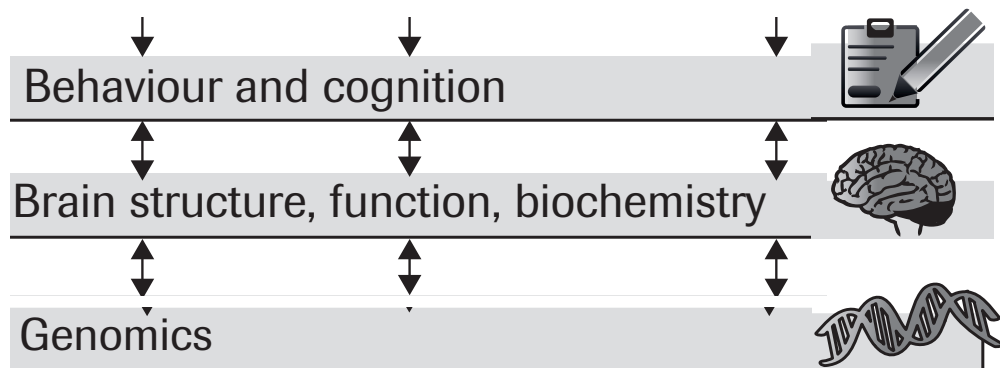 Behaviour and cognition
Brain structure, function, biochemistry
Genomics